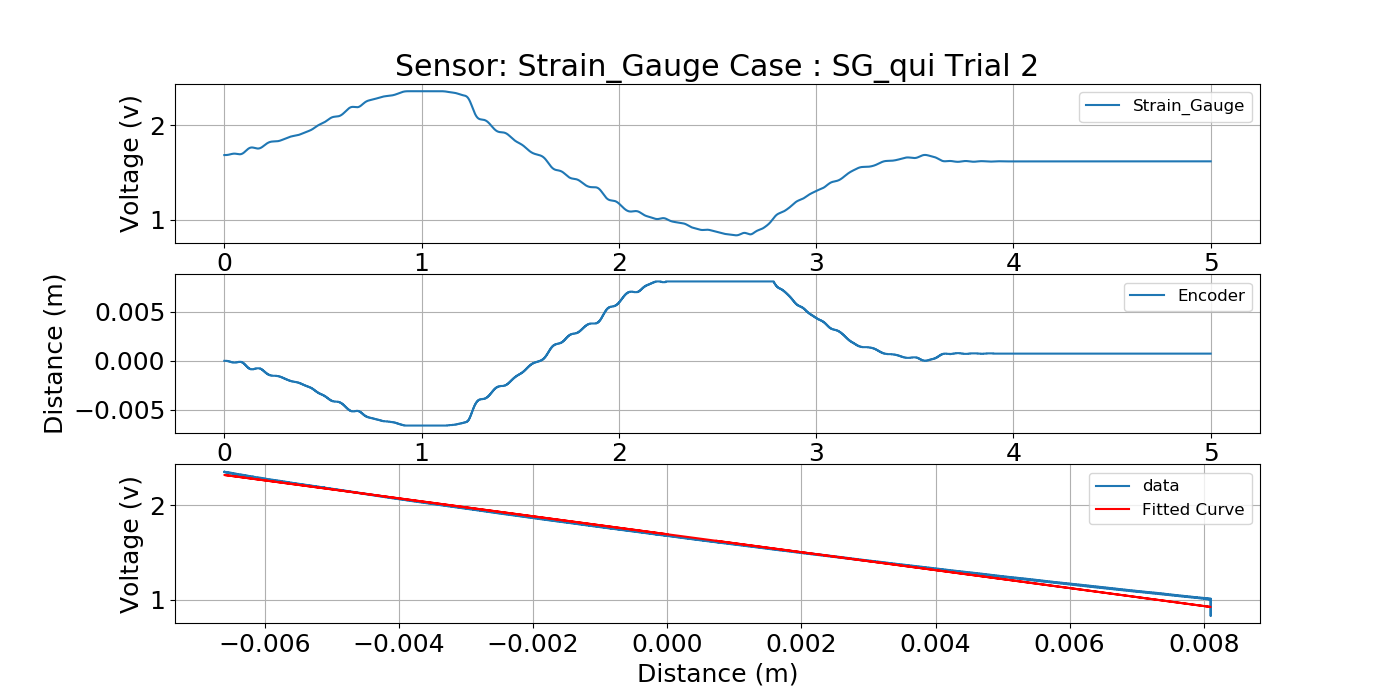 Sensor: Strain_Gauge Case : SG_qui Trial 2
Voltage (v)
2
1
Strain_Gauge
0 1 2 3 4 5
Distance (m)
0.005
0.000
−0.005
Encoder
0 1 2 3 4 5
Voltage (v)
2
1
data
Fitted Curve
−0.006 −0.004 −0.002 0.000 0.002 0.004 0.006 0.008
Distance (m)